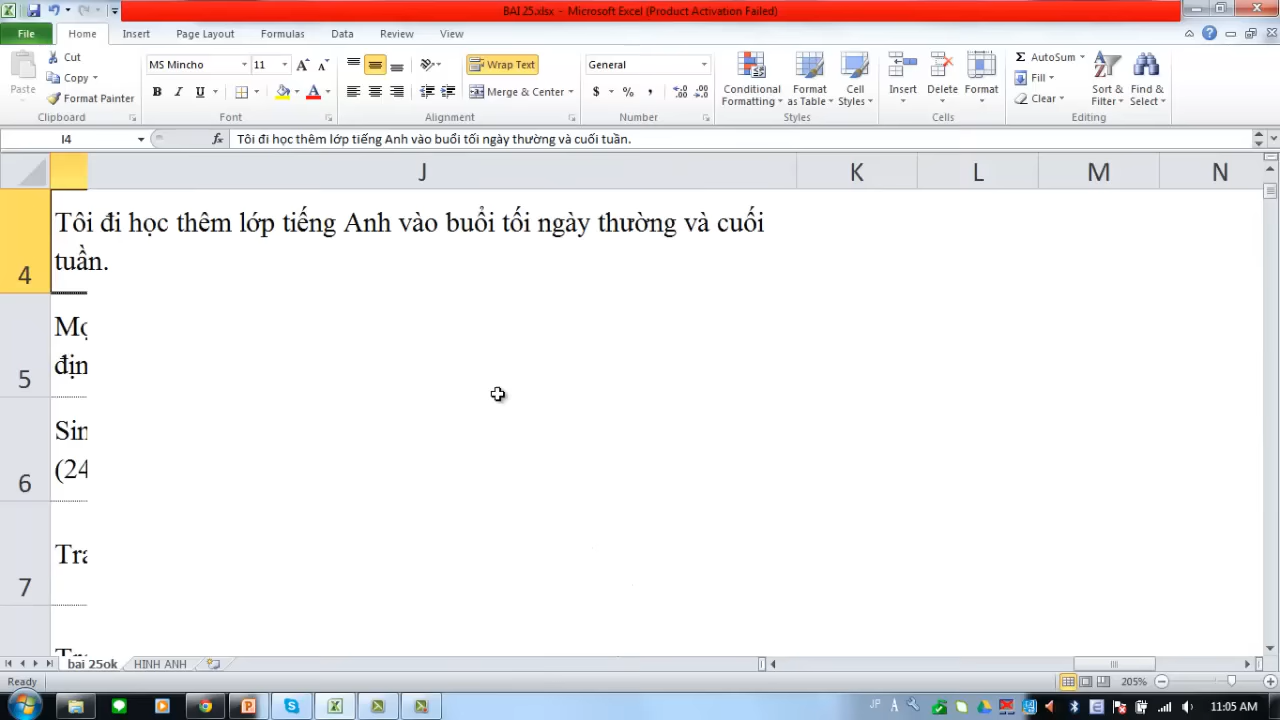 BAI 25.xlsx - Microsoft Excel (Product Activation Failed)
File Home Insert Page Layout Formulas Data Review View
Paste Cut Copy Format Painter
MS Mincho 11
B I U A
Wrap Text
Merge & Center
General
$ % ,
Conditional Formatting Format as Table Cell Styles
Insert Delete Format
Σ AutoSum Fill Clear
Sort & Filter Find & Select
Clipboard Font Alignment Number Styles Cells Editing
I4 fx Tôi đi học thêm lớp tiếng Anh vào buổi tối ngày thường và cuối tuần.
J K L M N
Tôi đi học thêm lớp tiếng Anh vào buổi tối ngày thường và cuối
tuần.
4
5
(24
6
7
bai 25ok HINH ANH
Ready 205%
JP 11:05 AM